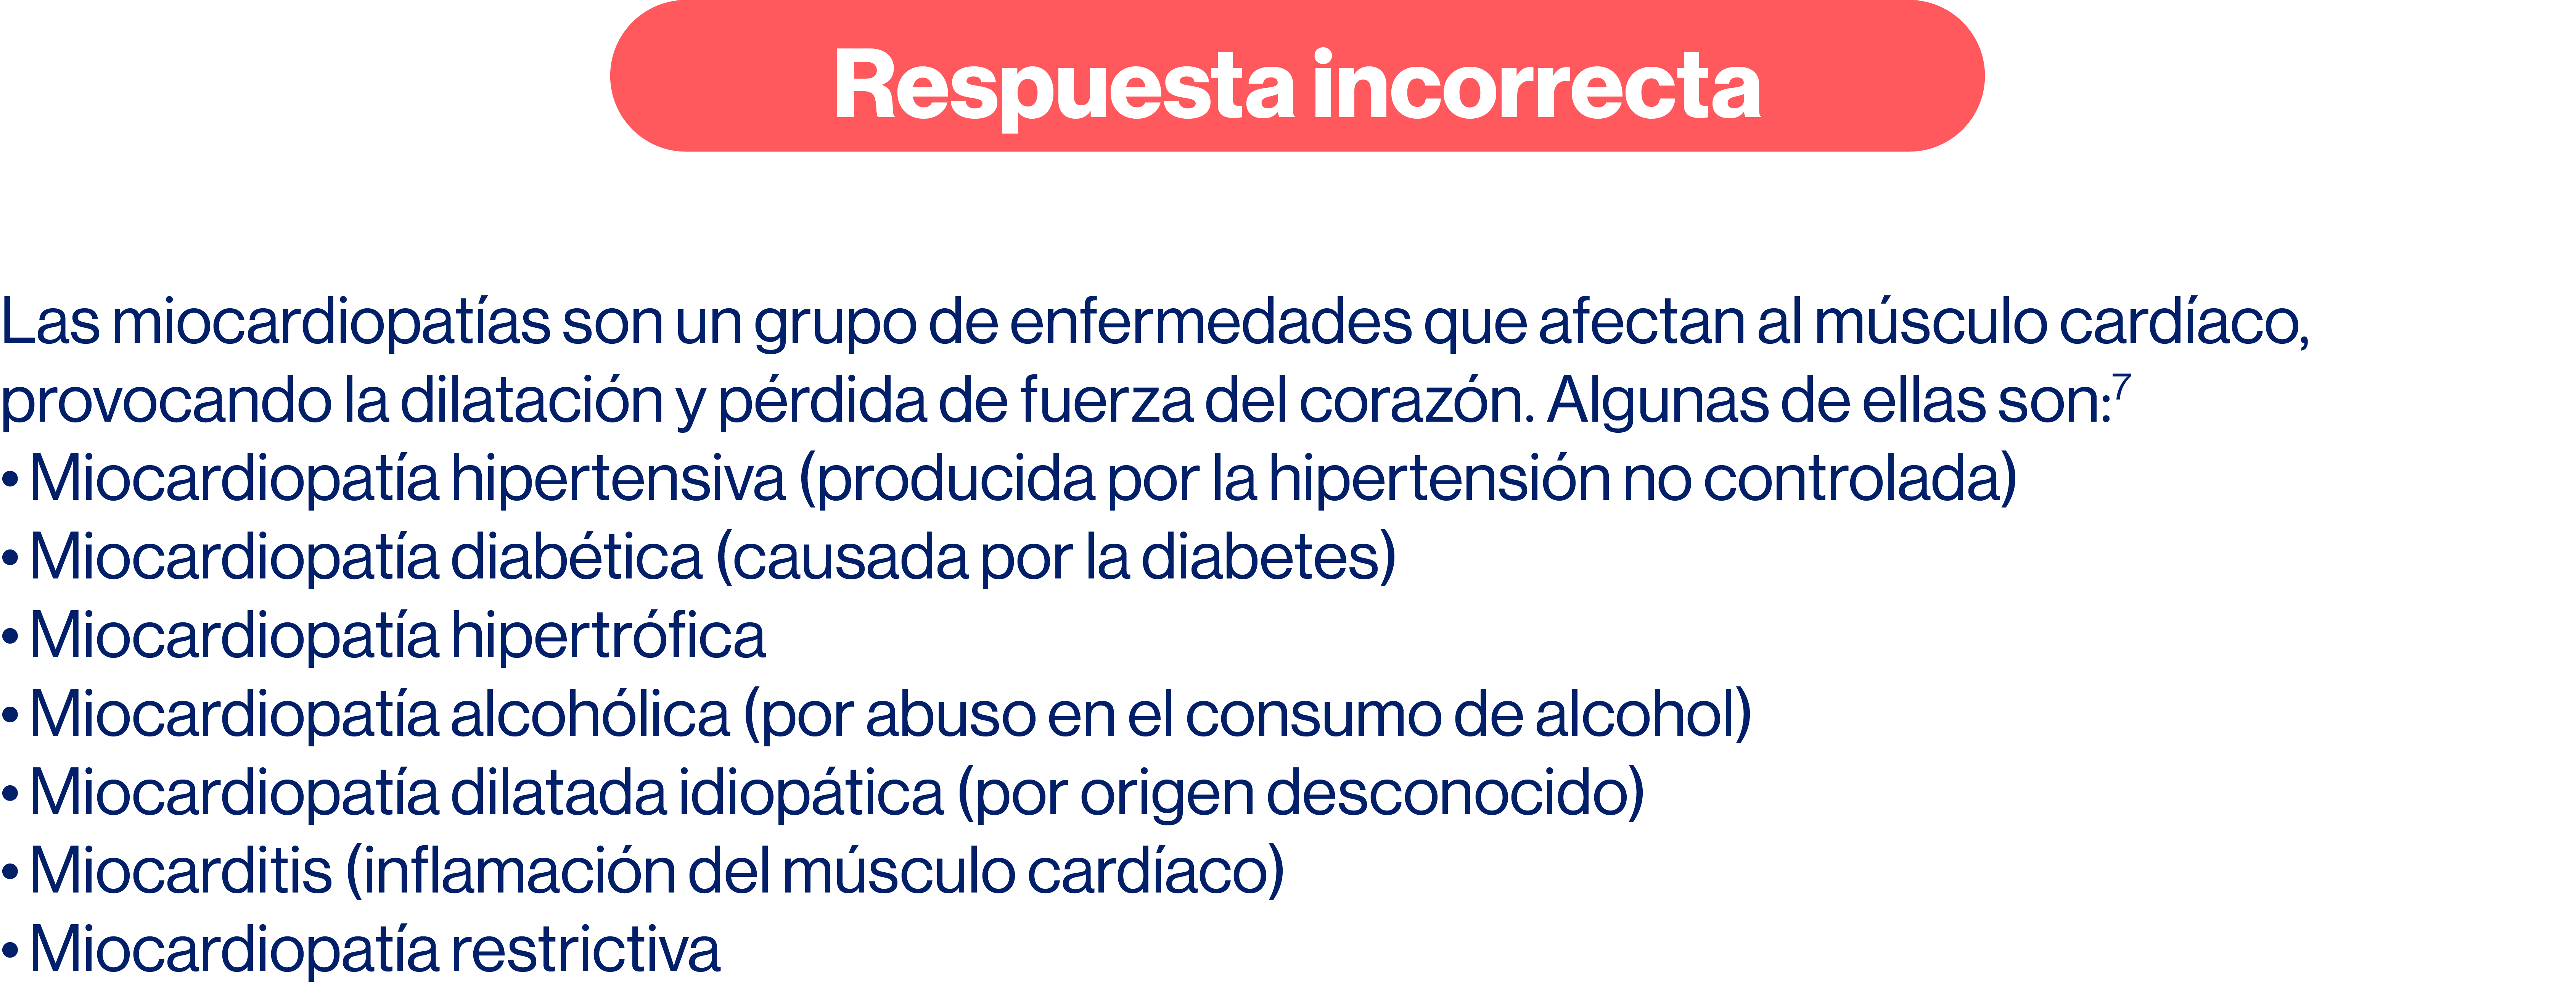 Respuesta incorrecta
Las miocardiopatías son un grupo de enfermedades que afectan al músculo cardíaco,
provocando la dilatación y pérdida de fuerza del corazón. Algunas de ellas son:⁷
• Miocardiopatía hipertensiva (producida por la hipertensión no controlada)
• Miocardiopatía diabética (causada por la diabetes)
• Miocardiopatía hipertrófica
• Miocardiopatía alcohólica (por abuso en el consumo de alcohol)
• Miocardiopatía dilatada idiopática (por origen desconocido)
• Miocarditis (inflamación del músculo cardíaco)
• Miocardiopatía restrictiva